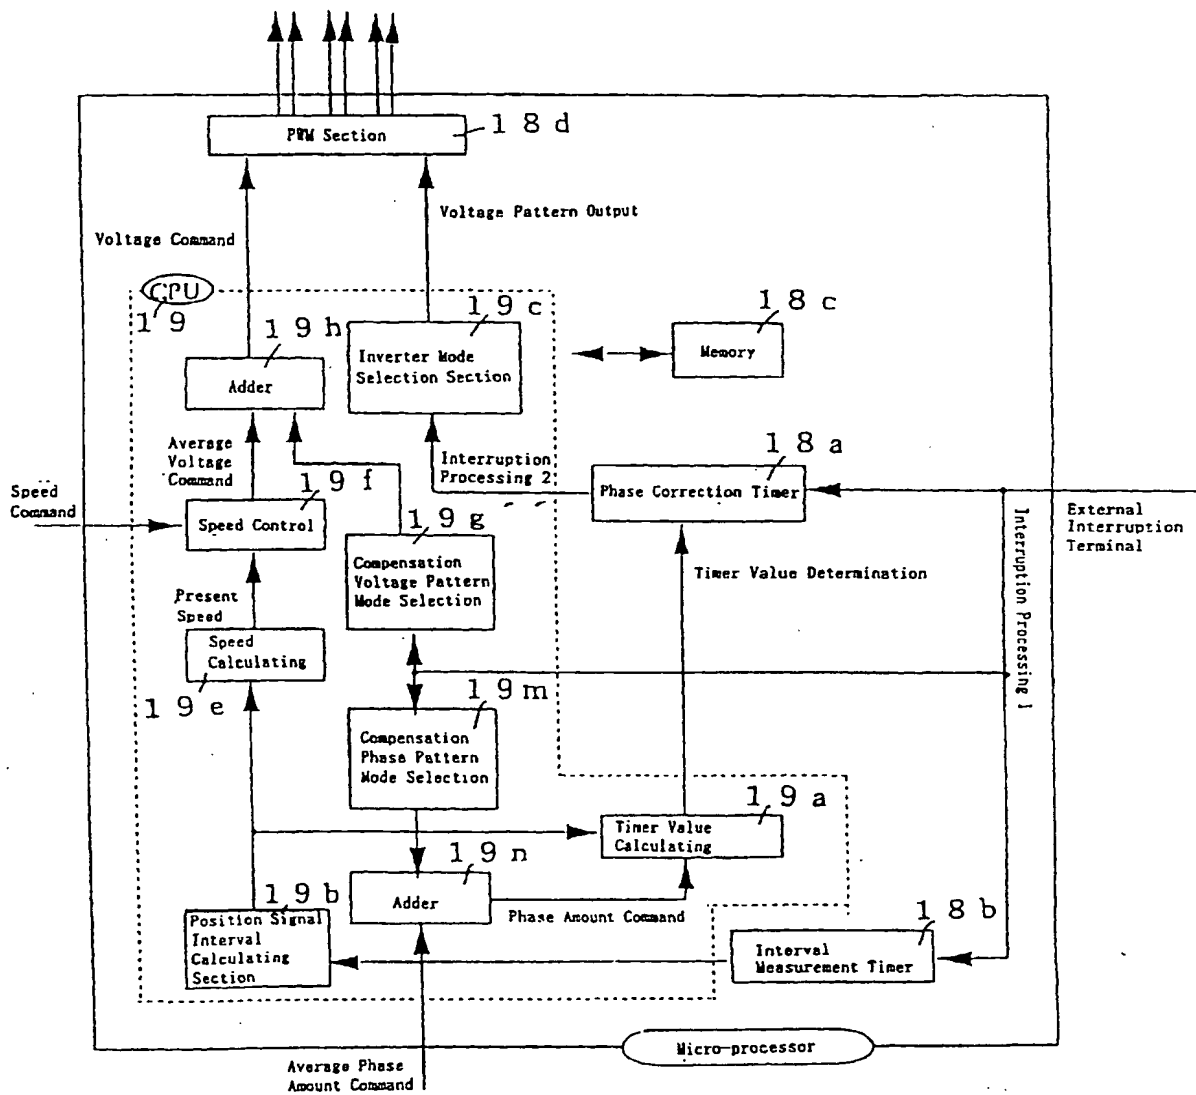 PWM Section
18d
Voltage Pattern Output
Voltage Command
CPU
19
19h
19c
18c
Adder
Inverter Mode
Selection Section
Memory
Average
Voltage
Command
Interruption
Processing 2
18a
Phase Correction Timer
Speed
Command
19f
Speed Control
External
Interruption
Terminal
19g
Compensation
Voltage Pattern
Mode Selection
Timer Value Determination
Interruption Processing 1
Present
Speed
Speed
Calculating
19e
19m
Compensation
Phase Pattern
Mode Selection
19a
Timer Value
Calculating
19n
Adder
Phase Amount Command
19b
Position Signal
Interval
Calculating
Section
18b
Interval
Measurement Timer
Micro-processor
Average Phase
Amount Command